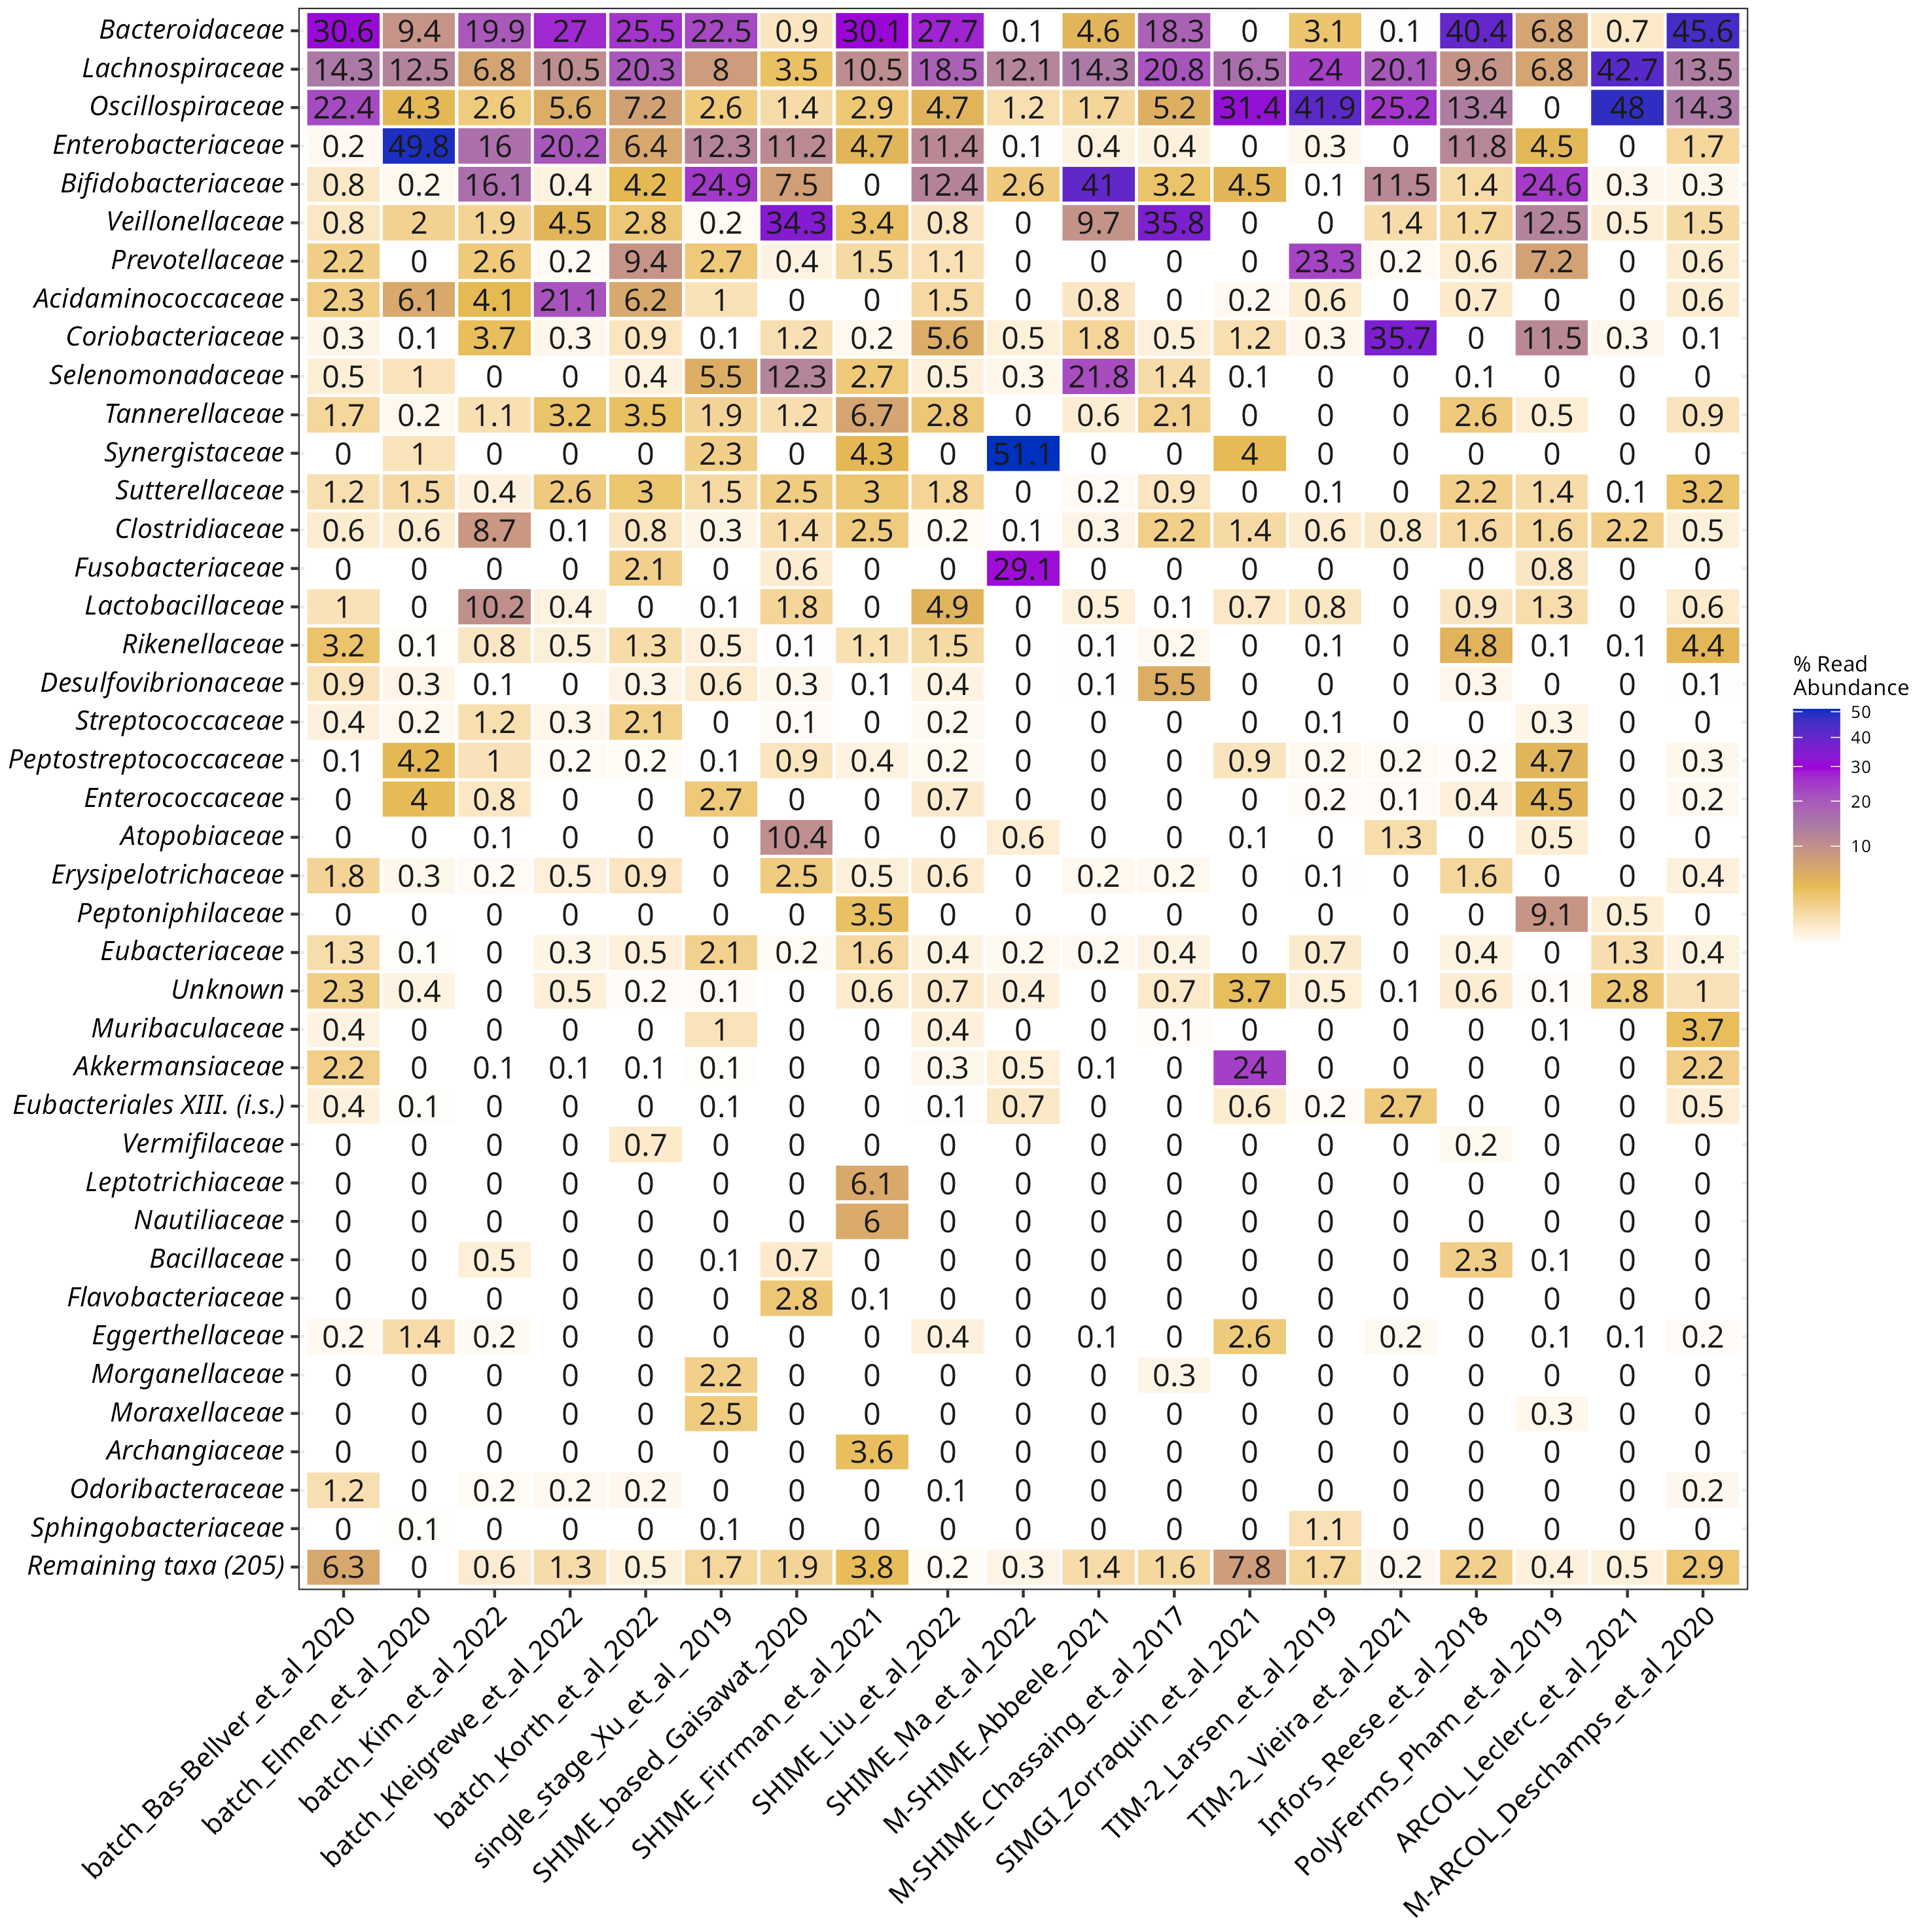 Bacteroidaceae 30.6 9.4 19.9 27 25.5 22.5 0.9 30.1 27.7 0.1 4.6 18.3 0 3.1 0.1 40.4 6.8 0.7 45.6
Lachnospiraceae 14.3 12.5 6.8 10.5 20.3 8 3.5 10.5 18.5 12.1 14.3 20.8 16.5 24 20.1 9.6 6.8 42.7 13.5
Oscillospiraceae 22.4 4.3 2.6 5.6 7.2 2.6 1.4 2.9 4.7 1.2 1.7 5.2 31.4 41.9 25.2 13.4 0 48 14.3
Enterobacteriaceae 0.2 49.8 16 20.2 6.4 12.3 11.2 4.7 11.4 0.1 0.4 0.4 0 0.3 0 11.8 4.5 0 1.7
Bifidobacteriaceae 0.8 0.2 16.1 0.4 4.2 24.9 7.5 0 12.4 2.6 41 3.2 4.5 0.1 11.5 1.4 24.6 0.3 0.3
Veillonellaceae 0.8 2 1.9 4.5 2.8 0.2 34.3 3.4 0.8 0 9.7 35.8 0 0 1.4 1.7 12.5 0.5 1.5
Prevotellaceae 2.2 0 2.6 0.2 9.4 2.7 0.4 1.5 1.1 0 0 0 0 23.3 0.2 0.6 7.2 0 0.6
Acidaminococcaceae 2.3 6.1 4.1 21.1 6.2 1 0 0 1.5 0 0.8 0 0.2 0.6 0 0.7 0 0 0.6
Coriobacteriaceae 0.3 0.1 3.7 0.3 0.9 0.1 1.2 0.2 5.6 0.5 1.8 0.5 1.2 0.3 35.7 0 11.5 0.3 0.1
Selenomonadaceae 0.5 1 0 0 0.4 5.5 12.3 2.7 0.5 0.3 21.8 1.4 0.1 0 0 0.1 0 0 0
Tannerellaceae 1.7 0.2 1.1 3.2 3.5 1.9 1.2 6.7 2.8 0 0.6 2.1 0 0 0 2.6 0.5 0 0.9
Synergistaceae 0 1 0 0 0 2.3 0 4.3 0 51.1 0 0 4 0 0 0 0 0 0
Sutterellaceae 1.2 1.5 0.4 2.6 3 1.5 2.5 3 1.8 0 0.2 0.9 0 0.1 0 2.2 1.4 0.1 3.2
Clostridiaceae 0.6 0.6 8.7 0.1 0.8 0.3 1.4 2.5 0.2 0.1 0.3 2.2 1.4 0.6 0.8 1.6 1.6 2.2 0.5
Fusobacteriaceae 0 0 0 0 2.1 0 0.6 0 0 29.1 0 0 0 0 0 0 0.8 0 0
Lactobacillaceae 1 0 10.2 0.4 0 0.1 1.8 0 4.9 0 0.5 0.1 0.7 0.8 0 0.9 1.3 0 0.6
Rikenellaceae 3.2 0.1 0.8 0.5 1.3 0.5 0.1 1.1 1.5 0 0.1 0.2 0 0.1 0 4.8 0.1 0.1 4.4
Desulfovibrionaceae 0.9 0.3 0.1 0 0.3 0.6 0.3 0.1 0.4 0 0.1 5.5 0 0 0 0.3 0 0 0.1
Streptococcaceae 0.4 0.2 1.2 0.3 2.1 0 0.1 0 0.2 0 0 0 0 0.1 0 0 0.3 0 0
Peptostreptococcaceae 0.1 4.2 1 0.2 0.2 0.1 0.9 0.4 0.2 0 0 0 0.9 0.2 0.2 0.2 4.7 0 0.3
Enterococcaceae 0 4 0.8 0 0 2.7 0 0 0.7 0 0 0 0 0.2 0.1 0.4 4.5 0 0.2
Atopobiaceae 0 0 0.1 0 0 0 10.4 0 0 0.6 0 0 0.1 0 1.3 0 0.5 0 0
Erysipelotrichaceae 1.8 0.3 0.2 0.5 0.9 0 2.5 0.5 0.6 0 0.2 0.2 0 0.1 0 1.6 0 0 0.4
Peptoniphilaceae 0 0 0 0 0 0 0 3.5 0 0 0 0 0 0 0 0 9.1 0.5 0
Eubacteriaceae 1.3 0.1 0 0.3 0.5 2.1 0.2 1.6 0.4 0.2 0.2 0.4 0 0.7 0 0.4 0 1.3 0.4
Unknown 2.3 0.4 0 0.5 0.2 0.1 0 0.6 0.7 0.4 0 0.7 3.7 0.5 0.1 0.6 0.1 2.8 1
Muribaculaceae 0.4 0 0 0 0 1 0 0 0.4 0 0 0.1 0 0 0 0 0.1 0 3.7
Akkermansiaceae 2.2 0 0.1 0.1 0.1 0.1 0 0 0.3 0.5 0.1 0 24 0 0 0 0 0 2.2
Eubacteriales XIII. (i.s.) 0.4 0.1 0 0 0 0.1 0 0 0.1 0.7 0 0 0.6 0.2 2.7 0 0 0 0.5
Vermifilaceae 0 0 0 0 0.7 0 0 0 0 0 0 0 0 0 0 0.2 0 0 0
Leptotrichiaceae 0 0 0 0 0 0 0 6.1 0 0 0 0 0 0 0 0 0 0 0
Nautiliaceae 0 0 0 0 0 0 0 6 0 0 0 0 0 0 0 0 0 0 0
Bacillaceae 0 0 0.5 0 0 0.1 0.7 0 0 0 0 0 0 0 0 2.3 0.1 0 0
Flavobacteriaceae 0 0 0 0 0 0 2.8 0.1 0 0 0 0 0 0 0 0 0 0 0
Eggerthellaceae 0.2 1.4 0.2 0 0 0 0 0 0.4 0 0.1 0 2.6 0 0.2 0 0.1 0.1 0.2
Morganellaceae 0 0 0 0 0 2.2 0 0 0 0 0 0.3 0 0 0 0 0 0 0
Moraxellaceae 0 0 0 0 0 2.5 0 0 0 0 0 0 0 0 0 0 0.3 0 0
Archangiaceae 0 0 0 0 0 0 0 3.6 0 0 0 0 0 0 0 0 0 0 0
Odoribacteraceae 1.2 0 0.2 0.2 0.2 0 0 0 0.1 0 0 0 0 0 0 0 0 0 0.2
Sphingobacteriaceae 0 0.1 0 0 0 0.1 0 0 0 0 0 0 0 1.1 0 0 0 0 0
Remaining taxa (205) 6.3 0 0.6 1.3 0.5 1.7 1.9 3.8 0.2 0.3 1.4 1.6 7.8 1.7 0.2 2.2 0.4 0.5 2.9
batch_Bas-Bellver_et_al_2020
batch_Elmen_et_al_2020
batch_Kim_et_al_2022
batch_Kleigrewe_et_al_2022
batch_Korth_et_al_2022
single_stage_Xu_et_al_ 2019
SHIME_based_Gaisawat_2020
SHIME_Firrman_et_al_2021
SHIME_Liu_et_al_2022
SHIME_Ma_et_al_2022
M-SHIME_Abbeele_2021
M-SHIME_Chassaing_et_al_2017
SIMGI_Zorraquin_et_al_2021
TIM-2_Larsen_et_al_2019
TIM-2_Vieira_et_al_2021
Infors_Reese_et_al_2018
PolyFermS_Pham_et_al_2019
ARCOL_Leclerc_et_al_2021
M-ARCOL_Deschamps_et_al_2020
% Read
Abundance
50
40
30
20
10